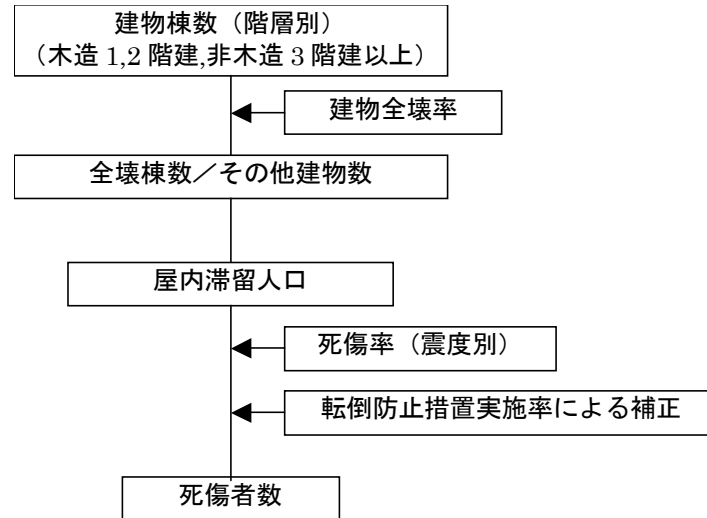 建物棟数（階層別）
（木造 1,2 階建,非木造 3 階建以上）
建物全壊率
全壊棟数／その他建物数
屋内滞留人口
死傷率（震度別）
転倒防止措置実施率による補正
死傷者数